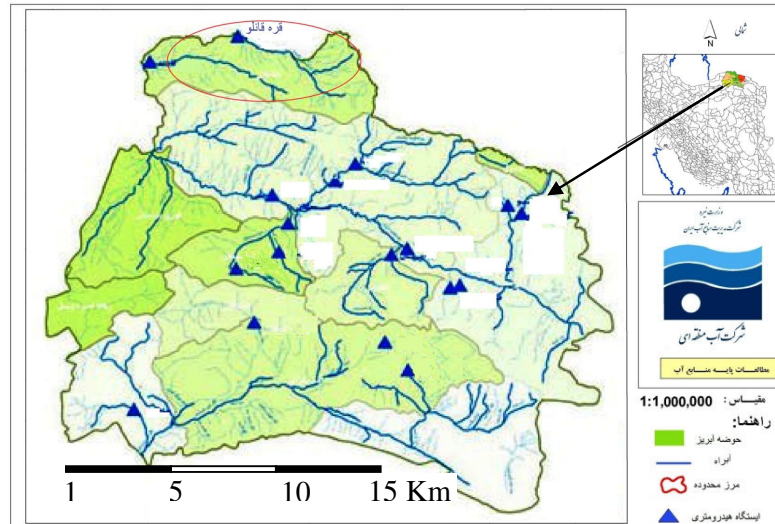 قره قانلو
شمالی
N
وزارت نیرو
شرکت مدیریت منابع آب ایران
شرکت آب منطقه ای
مطالعات پایه منابع آب
مقیاس : 1:1,000,000
راهنما:
حوضه آبریز
آبراه
مرز محدوده
ایستگاه هیدرومتری
1 5 10 15 Km